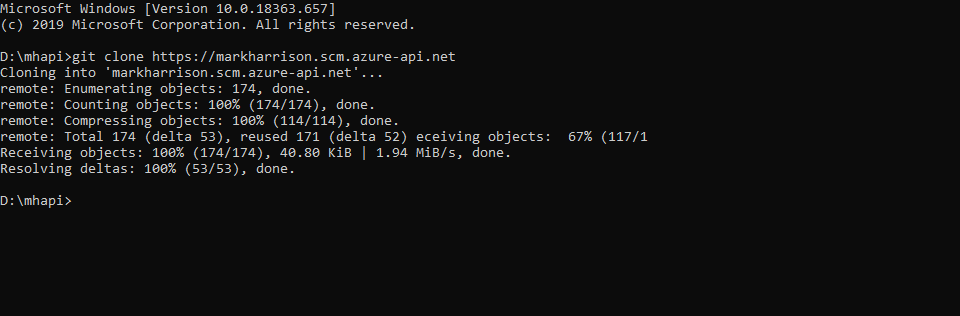 Microsoft Windows [Version 10.0.18363.657]
(c) 2019 Microsoft Corporation. All rights reserved.
D:\mhapi>git clone https://markharrison.scm.azure-api.net
Cloning into 'markharrison.scm.azure-api.net'...
remote: Enumerating objects: 174, done.
remote: Counting objects: 100% (174/174), done.
remote: Compressing objects: 100% (114/114), done.
remote: Total 174 (delta 53), reused 171 (delta 52) eceiving objects:  67% (117/1
Receiving objects: 100% (174/174), 40.80 KiB | 1.94 MiB/s, done.
Resolving deltas: 100% (53/53), done.
D:\mhapi>